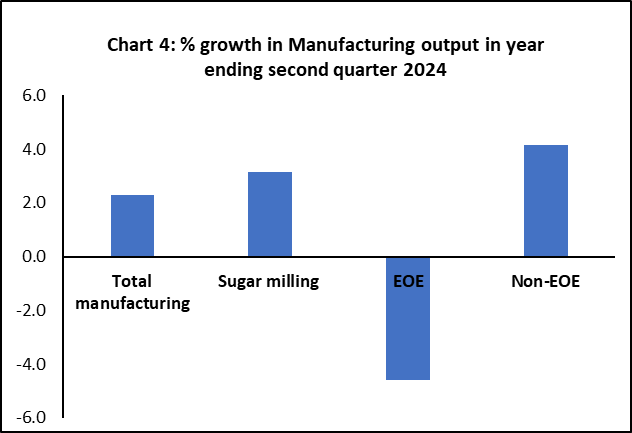 Chart 4: % growth in Manufacturing output in year
ending second quarter 2024
6.0
4.0
2.0
0.0
-2.0
-4.0
-6.0
Total
manufacturing
Sugar milling
EOE
Non-EOE